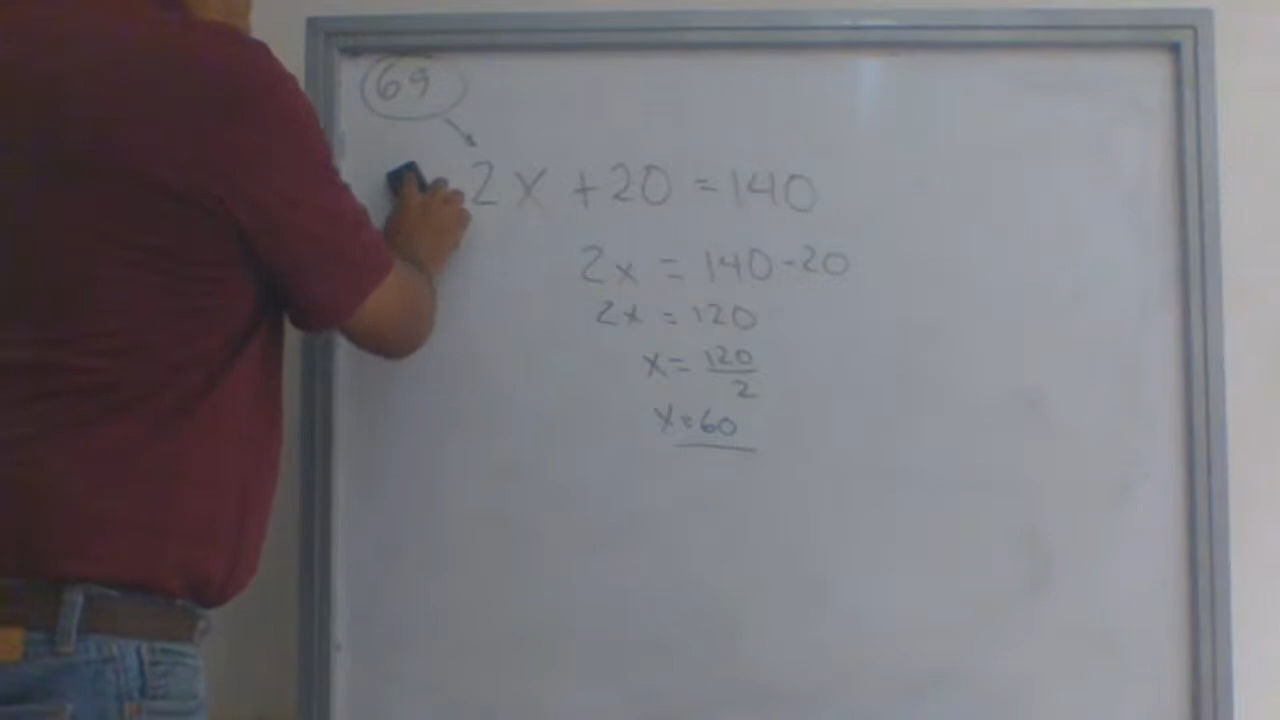 69
2x + 20 = 140
2x = 140 - 20
2x = 120
x = 120/2
x = 60